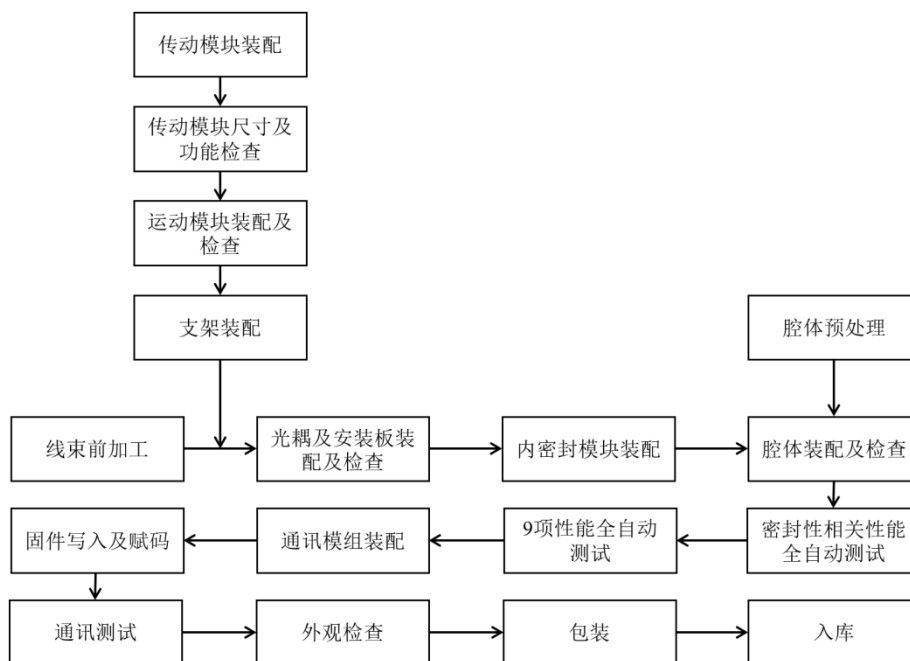 传动模块装配
传动模块尺寸及
功能检查
运动模块装配及
检查
支架装配
腔体预处理
线束前加工
光耦及安装板装
配及检查
内密封模块装配
腔体装配及检查
固件写入及赋码
通讯模组装配
9项性能全自动
测试
密封性相关性能
全自动测试
通讯测试
外观检查
包装
入库